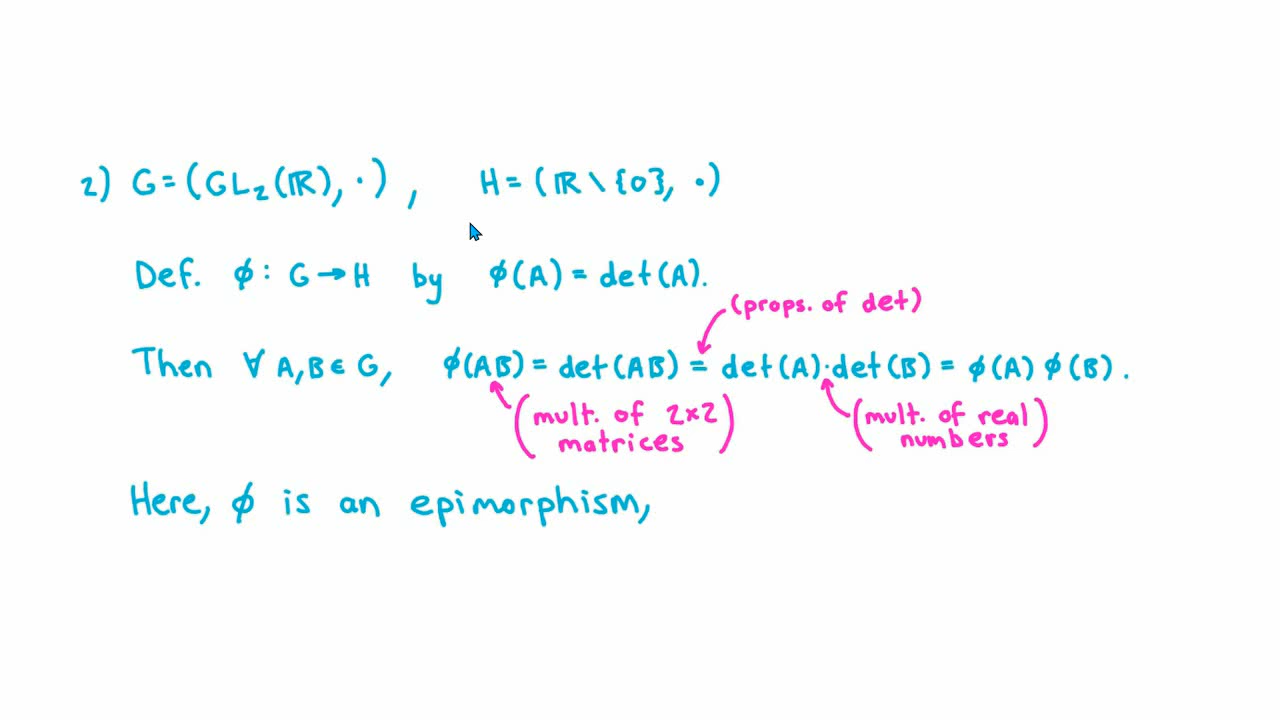 2) G=(GL₂(ℝ), ·) , H=(ℝ∖{0}, ·)
Def. ϕ: G→H by ϕ(A) = det(A).
(props. of det)
Then ∀ A,B∈G, ϕ(AB) = det(AB) = det(A)·det(B) = ϕ(A) ϕ(B).
(mult. of 2×2 matrices)
(mult. of real numbers)
Here, ϕ is an epimorphism,